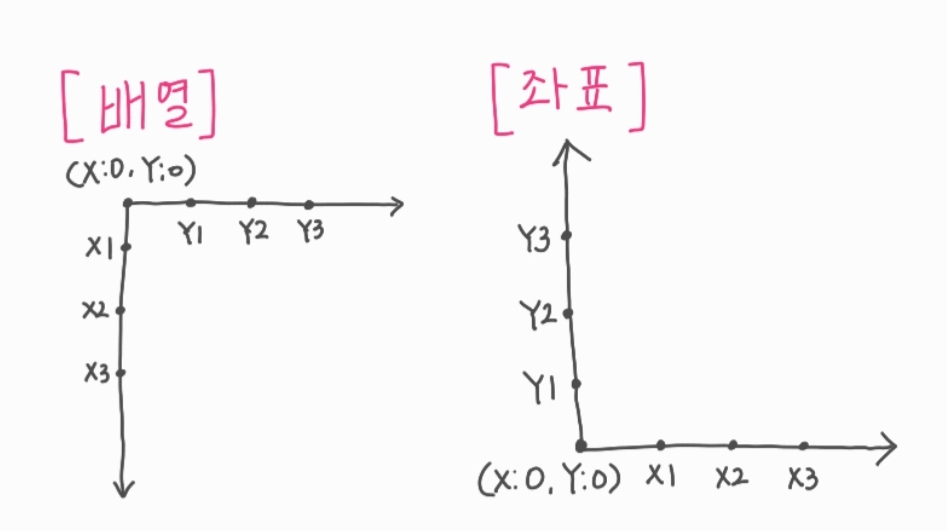 [배열]
(X:0, Y:0)
Y1 Y2 Y3
X1
X2
X3
[좌표]
Y3
Y2
Y1
(X:0, Y:0) X1 X2 X3